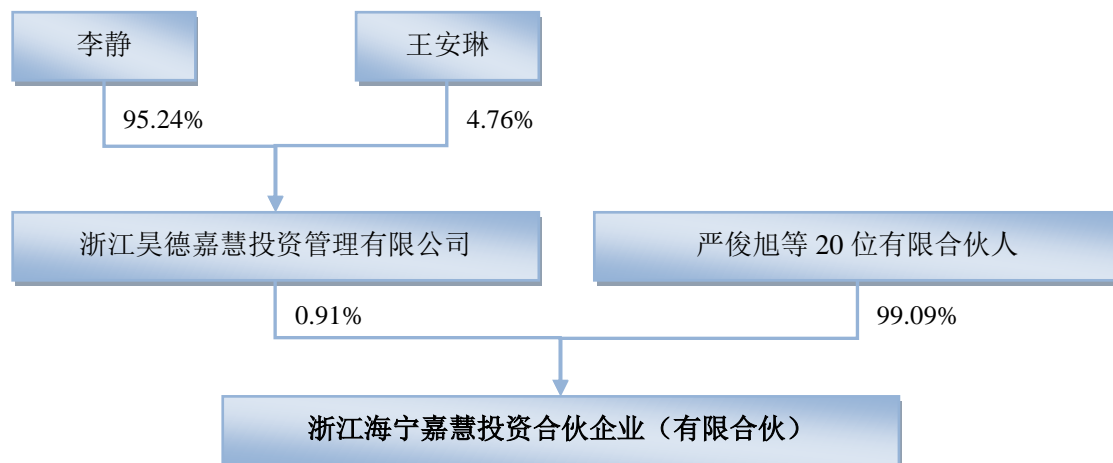 李静
王安琳
95.24%
4.76%
浙江昊德嘉慧投资管理有限公司
严俊旭等 20 位有限合伙人
0.91%
99.09%
浙江海宁嘉慧投资合伙企业（有限合伙）